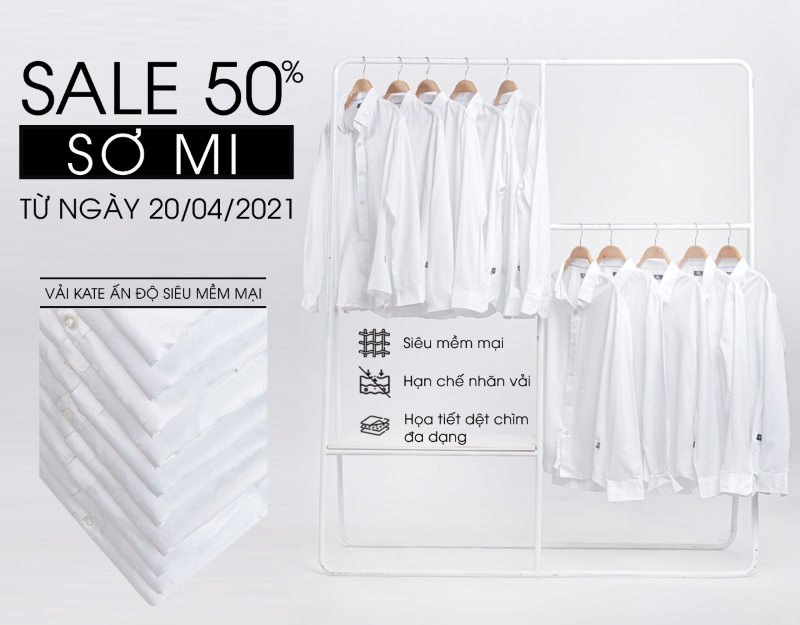 SALE 50%
SƠ MI
TỪ NGÀY 20/04/2021
VẢI KATE ẤN ĐỘ SIÊU MỀM MẠI
Siêu mềm mại
Hạn chế nhăn vải
Họa tiết dệt chìm
đa dạng